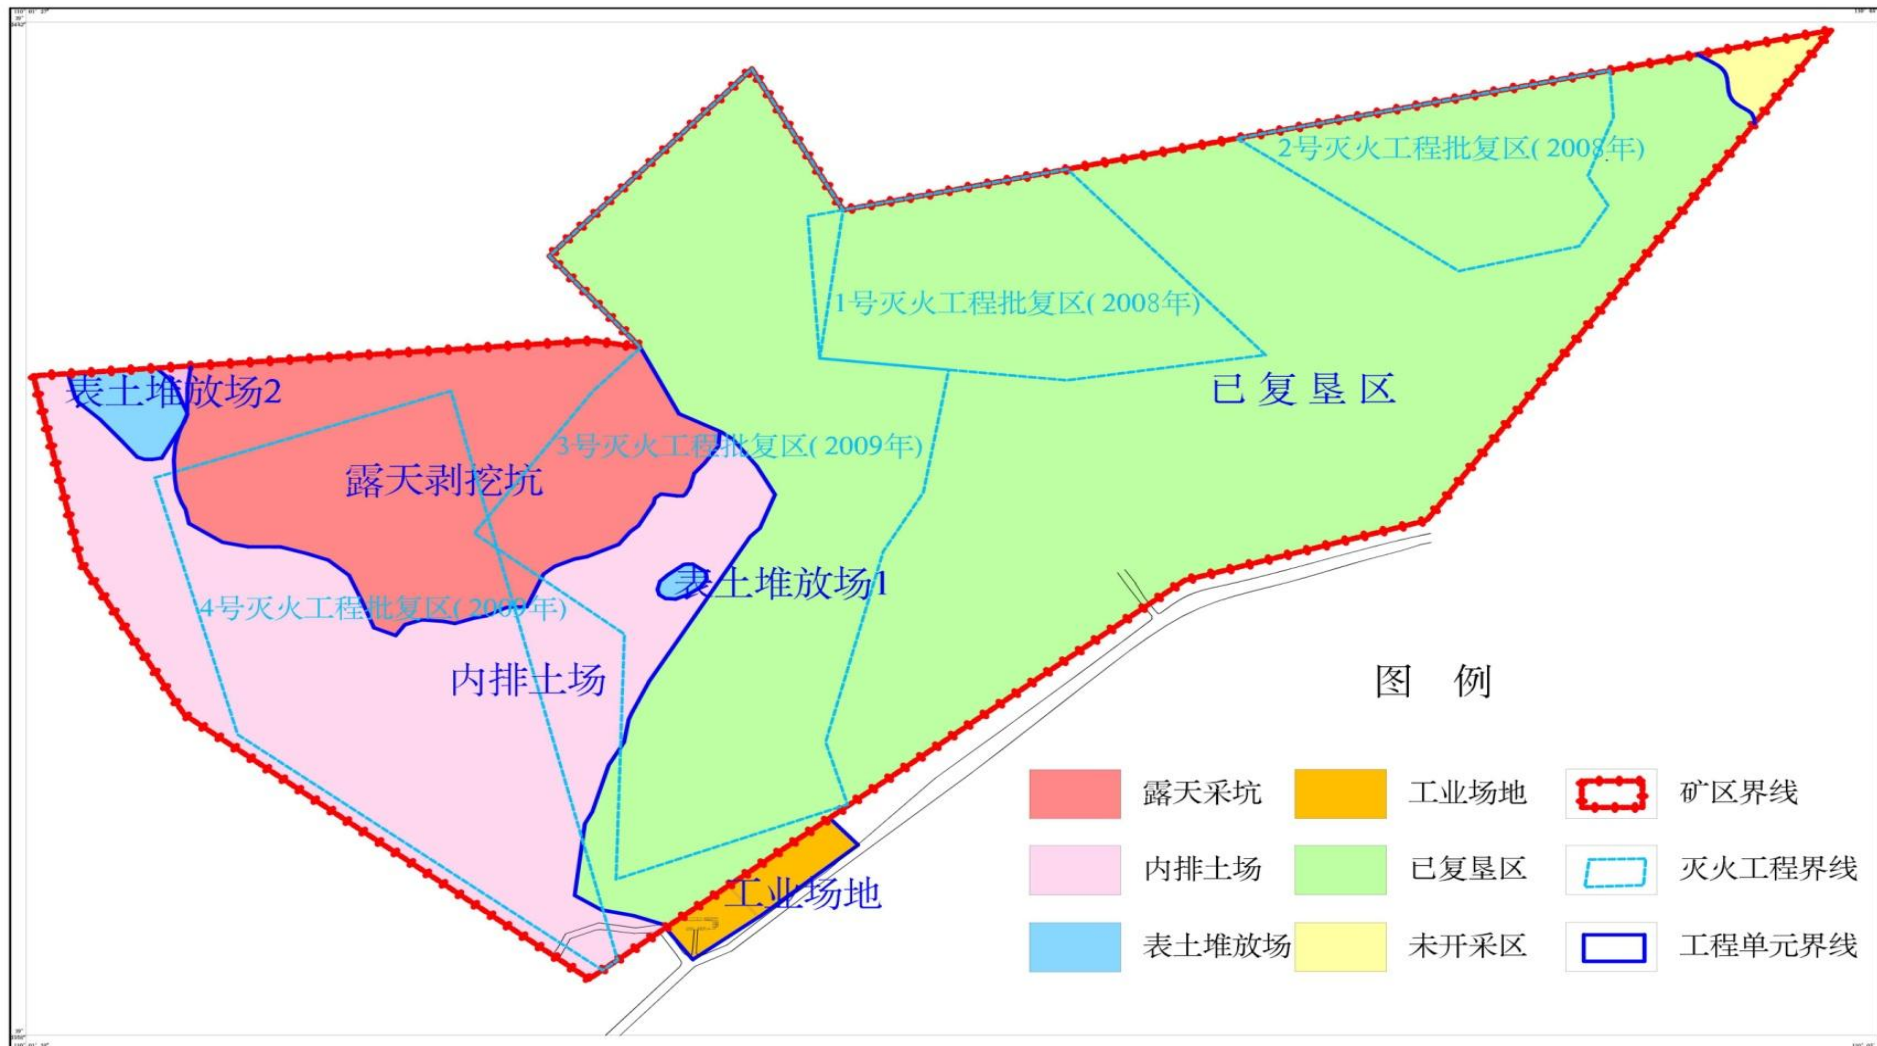 110° 01′ 27″
2号灭火工程批复区( 2008年)
1号灭火工程批复区( 2008年)
表土堆放场2
已 复 垦 区
3号灭火工程批复区( 2009年)
露天剥挖坑
表土堆放场1
4号灭火工程批复区( 2009年)
内排土场
图 例
露天采坑
工业场地
矿区界线
内排土场
已复垦区
灭火工程界线
工业场地
表土堆放场
未开采区
工程单元界线